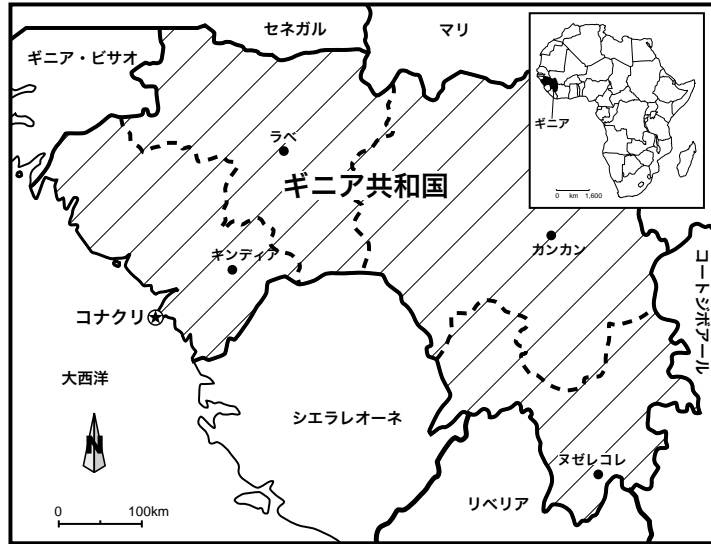 セネガル
マリ
ギニア・ビサオ
ギニア
0 km 1,600
ラベ
ギニア共和国
キンディア
カンカン
コートジボアール
コナクリ
大西洋
シエラレオーネ
N
ヌゼレコレ
リベリア
0 100km